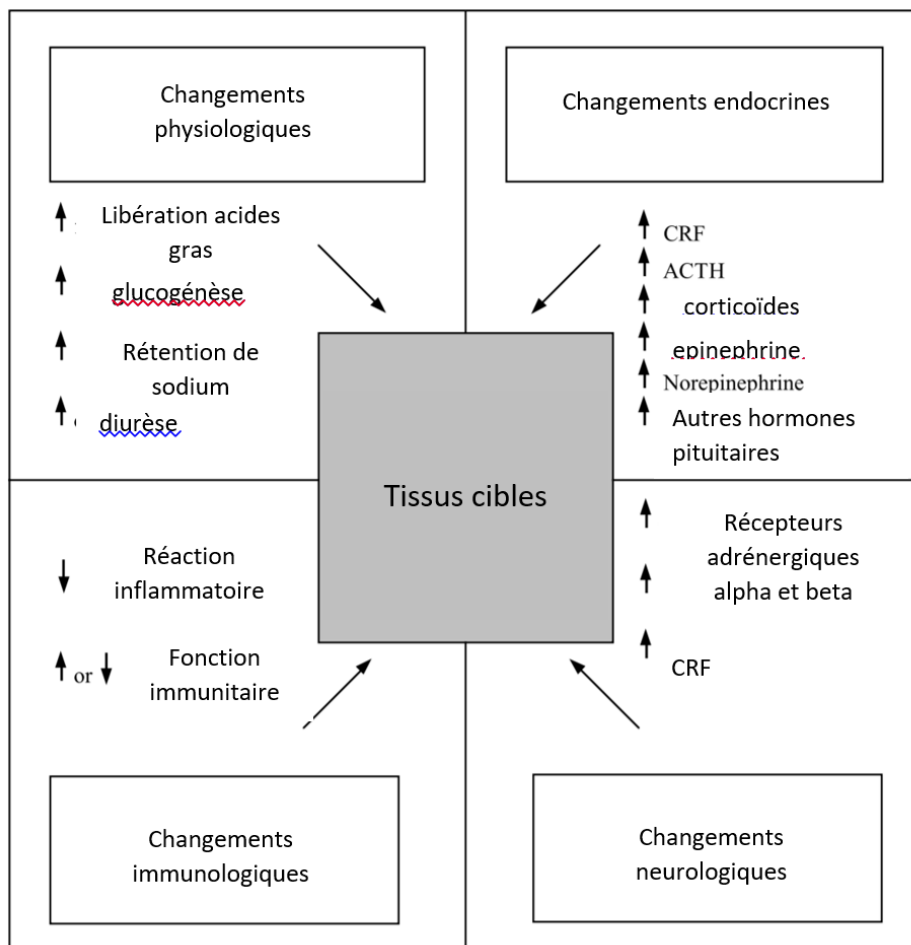 Changements
physiologiques
Changements endocrines
Libération acides
gras
glucogénèse
Rétention de
sodium
diurèse
CRF
ACTH
corticoïdes
epinephrine
Norepinephrine
Autres hormones
pituitaires
Tissus cibles
Réaction
inflammatoire
or
Fonction
immunitaire
Récepteurs
adrénergiques
alpha et beta
CRF
Changements
immunologiques
Changements
neurologiques